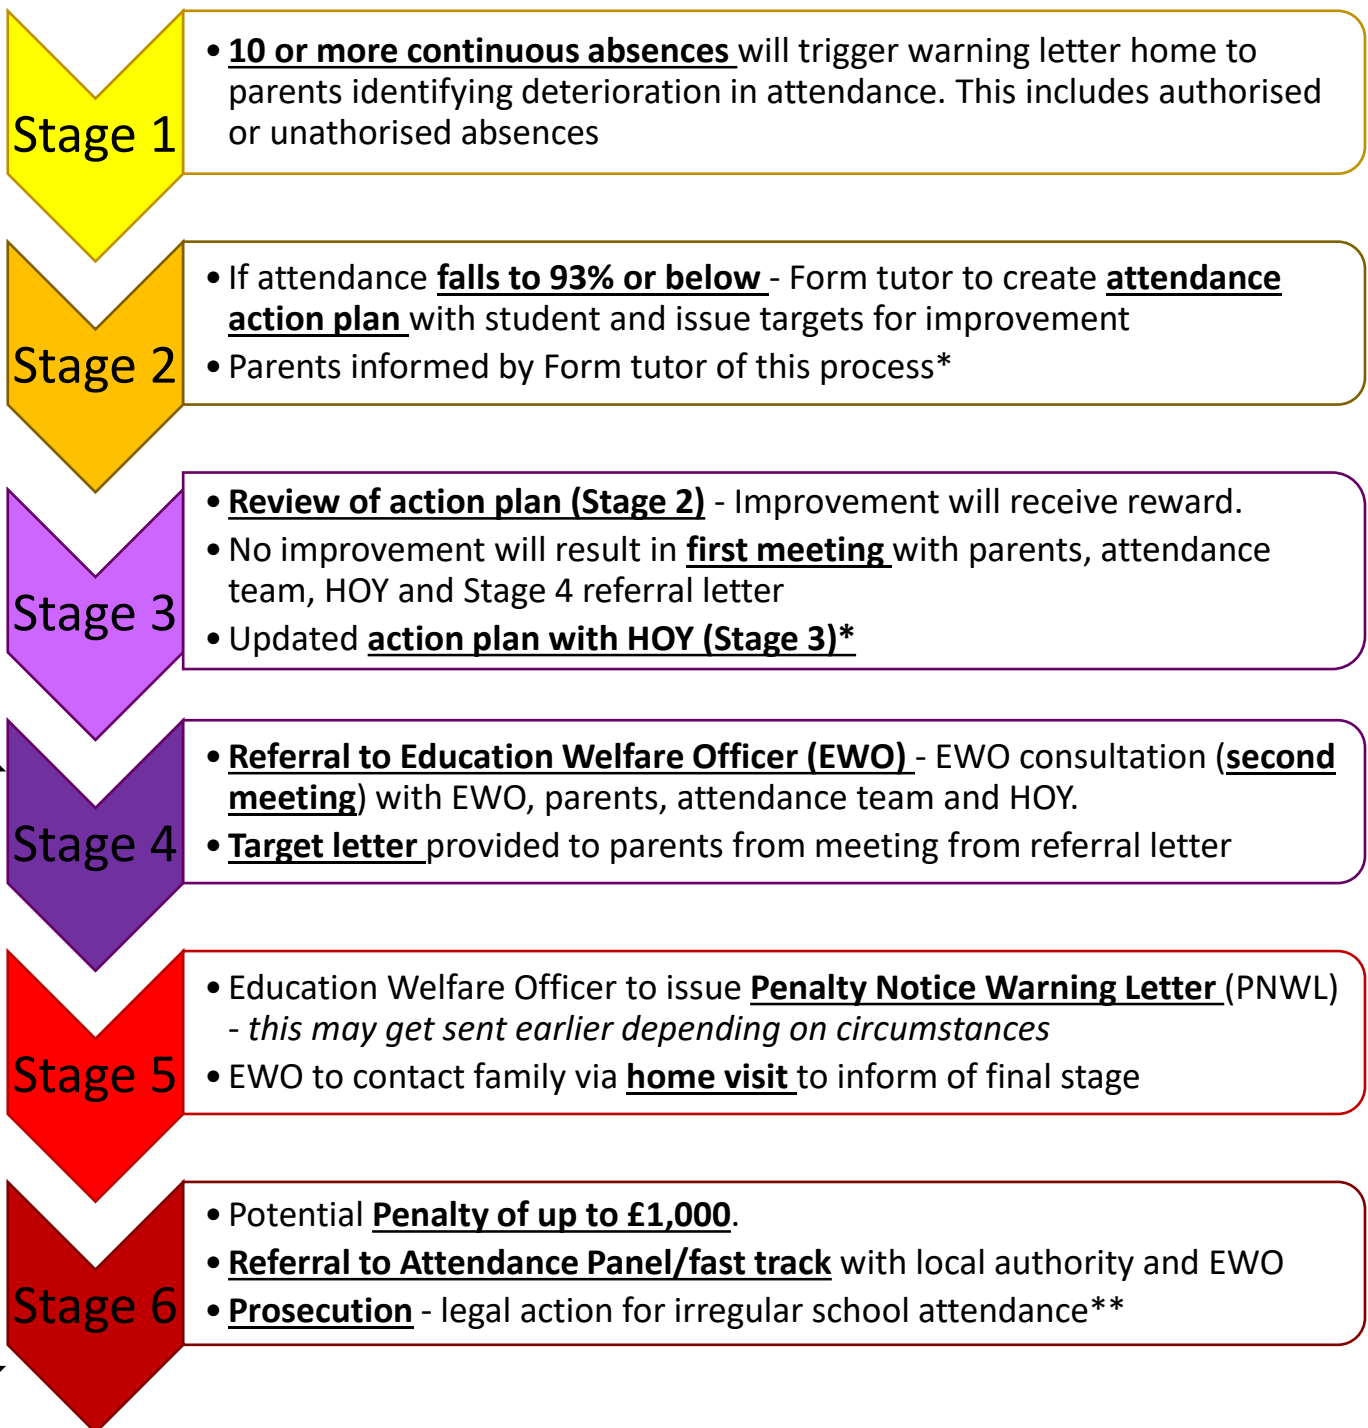 Stage 1
• 10 or more continuous absences will trigger warning letter home to
parents identifying deterioration in attendance. This includes authorised
or unathorised absences
Stage 2
• If attendance falls to 93% or below - Form tutor to create attendance
action plan with student and issue targets for improvement
• Parents informed by Form tutor of this process*
Stage 3
• Review of action plan (Stage 2) - Improvement will receive reward.
• No improvement will result in first meeting with parents, attendance
team, HOY and Stage 4 referral letter
• Updated action plan with HOY (Stage 3)*
Stage 4
• Referral to Education Welfare Officer (EWO) - EWO consultation (second
meeting) with EWO, parents, attendance team and HOY.
• Target letter provided to parents from meeting from referral letter
Stage 5
• Education Welfare Officer to issue Penalty Notice Warning Letter (PNWL)
- this may get sent earlier depending on circumstances
• EWO to contact family via home visit to inform of final stage
Stage 6
• Potential Penalty of up to £1,000.
• Referral to Attendance Panel/fast track with local authority and EWO
• Prosecution - legal action for irregular school attendance**